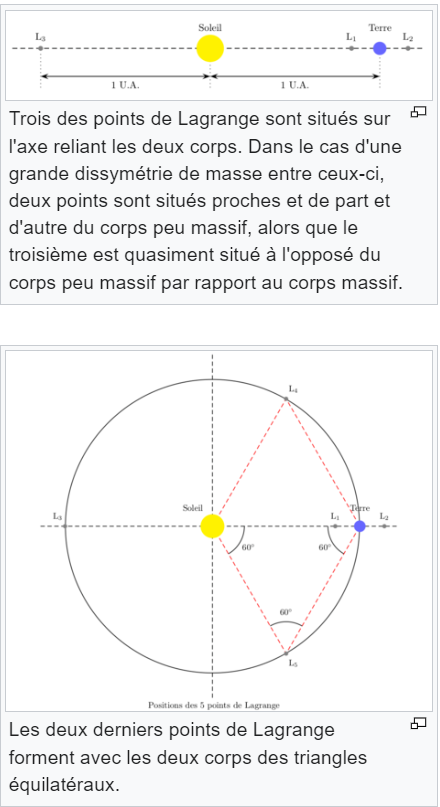 Soleil
Terre
L₃
L₁
L₂
1 U.A.
1 U.A.
Trois des points de Lagrange sont situés sur
l'axe reliant les deux corps. Dans le cas d'une
grande dissymétrie de masse entre ceux-ci,
deux points sont situés proches et de part et
d'autre du corps peu massif, alors que le
troisième est quasiment situé à l'opposé du
corps peu massif par rapport au corps massif.
L₄
Soleil
Terre
L₃
L₁
L₂
60°
60°
60°
L₅
Positions des 5 points de Lagrange
Les deux derniers points de Lagrange
forment avec les deux corps des triangles
équilatéraux.